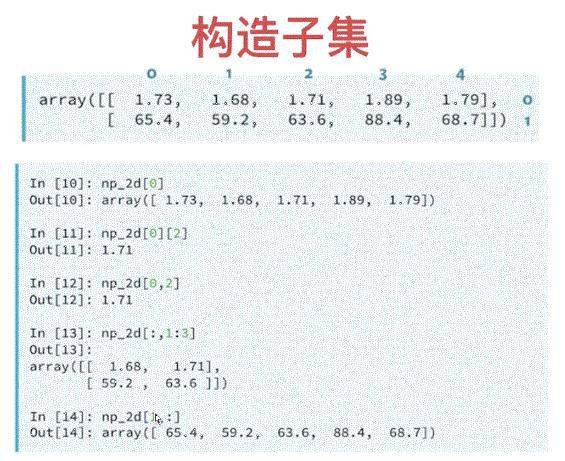 构造子集
0 1 2 3 4
array([[ 1.73, 1.68, 1.71, 1.89, 1.79], 0
[ 65.4, 59.2, 63.6, 88.4, 68.7]]) 1
In [10]: np_2d[0]
Out[10]: array([ 1.73, 1.68, 1.71, 1.89, 1.79])
In [11]: np_2d[0][2]
Out[11]: 1.71
In [12]: np_2d[0,2]
Out[12]: 1.71
In [13]: np_2d[:,1:3]
Out[13]:
array([[ 1.68, 1.71],
[ 59.2 , 63.6 ]])
In [14]: np_2d[1,:]
Out[14]: array([ 65.4, 59.2, 63.6, 88.4, 68.7])